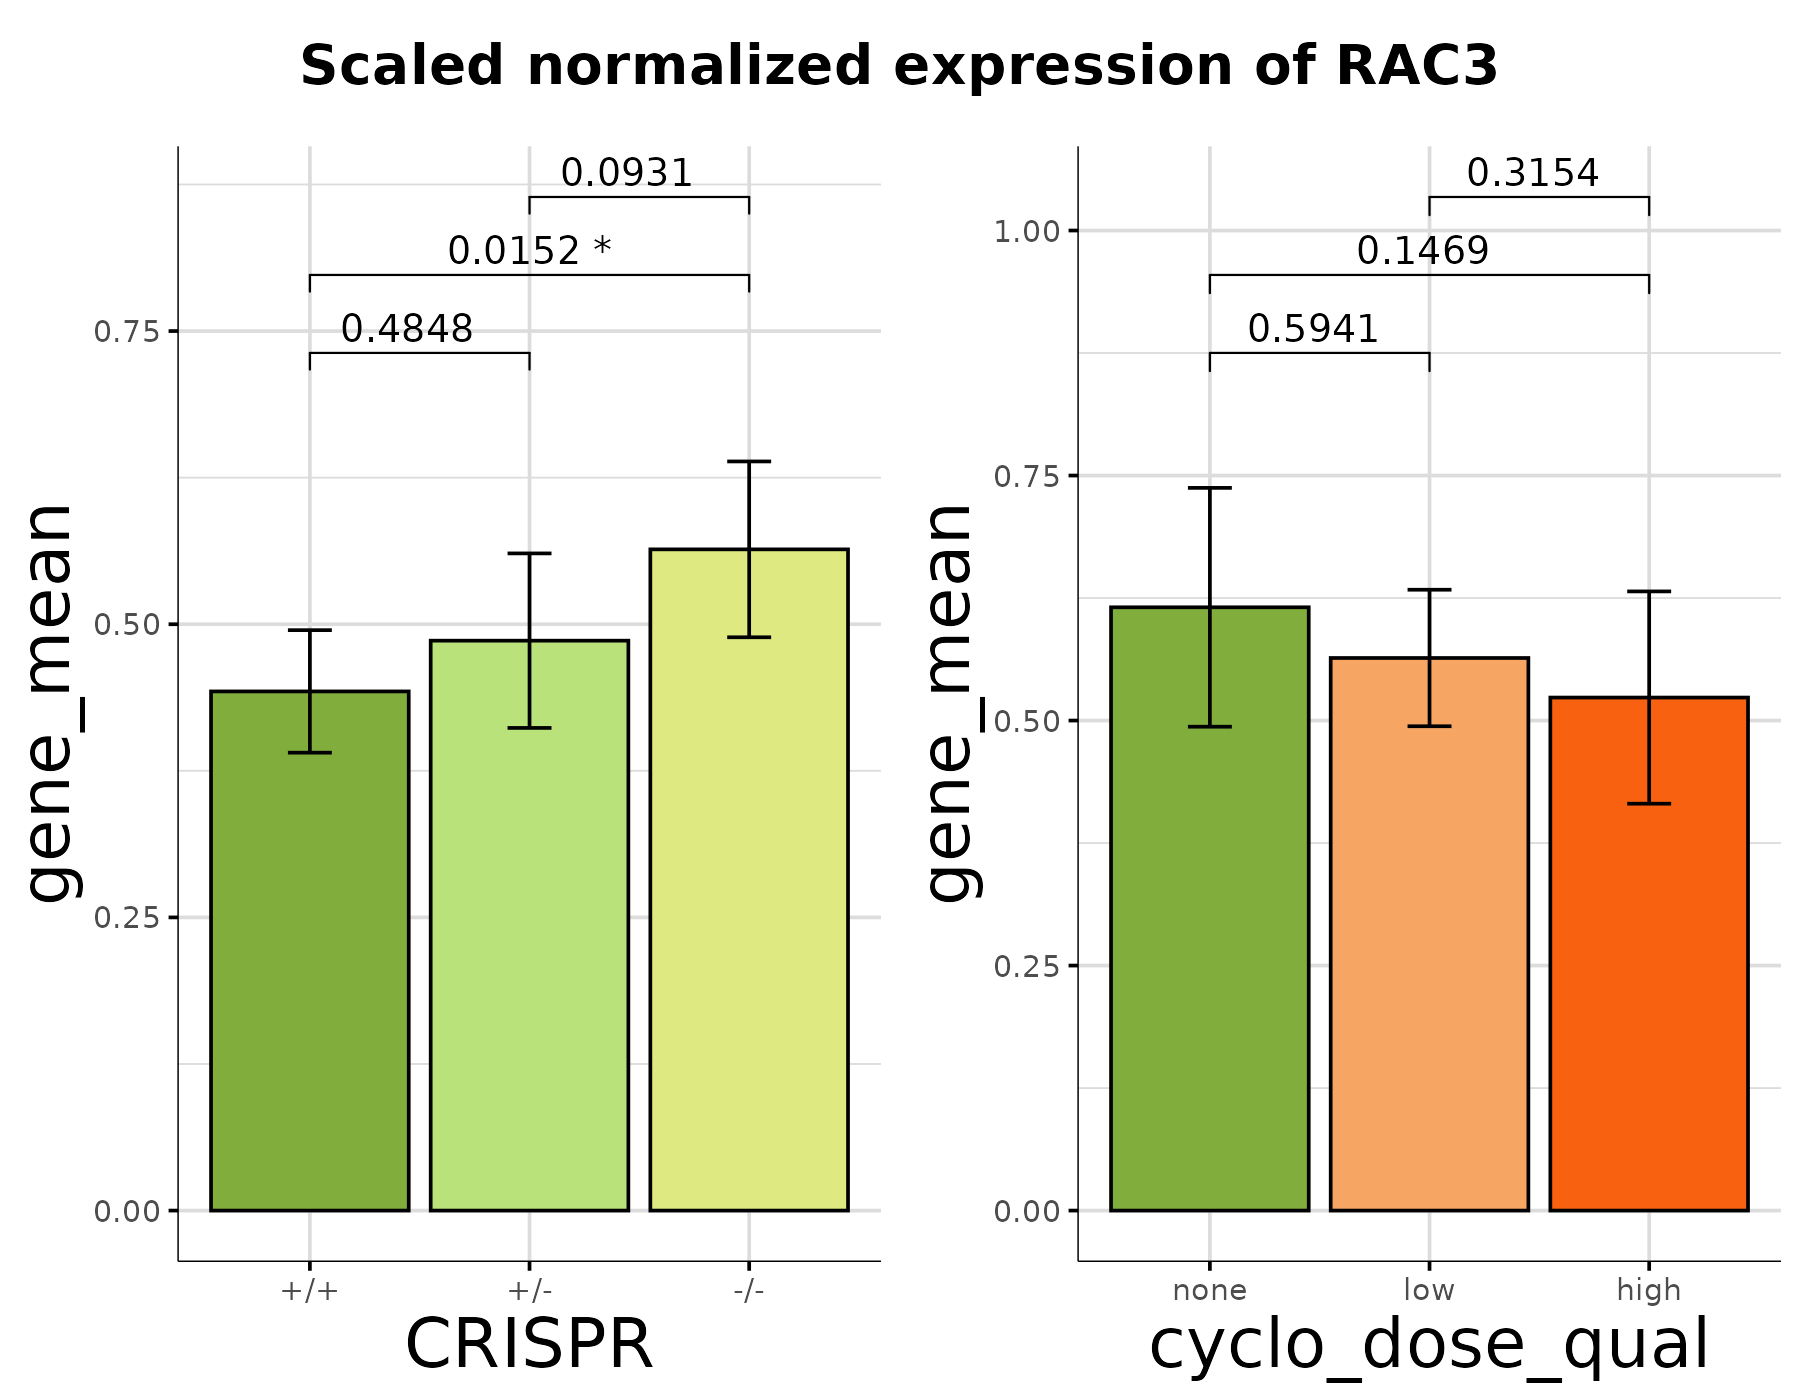 Scaled normalized expression of RAC3
0.0931
0.0152 *
0.4848
0.75
0.50
0.25
0.00
gene_mean
+/+ +/- -/-
CRISPR
0.3154
0.1469
0.5941
1.00
0.75
0.50
0.25
0.00
gene_mean
none low high
cyclo_dose_qual